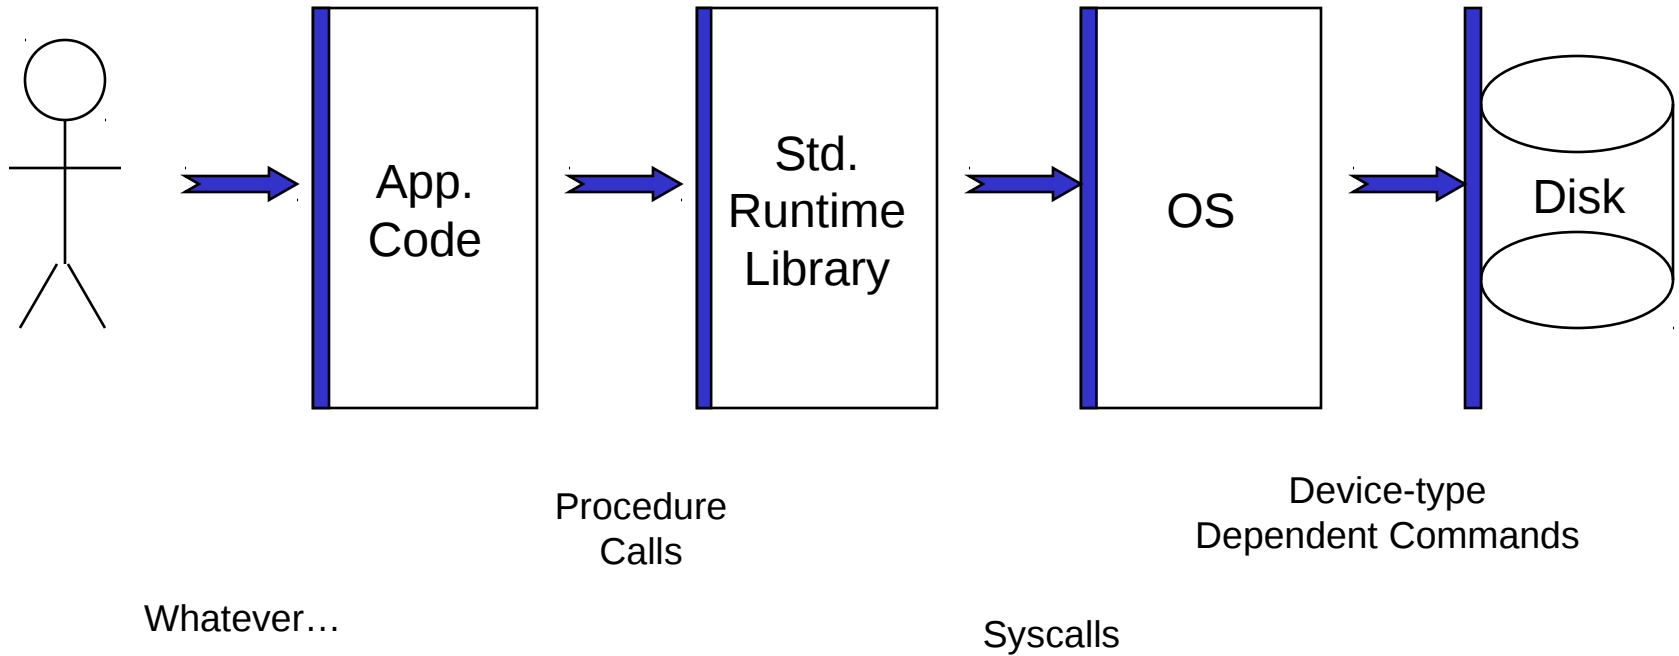 App.
Code
Std.
Runtime
Library
OS
Disk
Procedure
Calls
Device-type
Dependent Commands
Whatever…
Syscalls